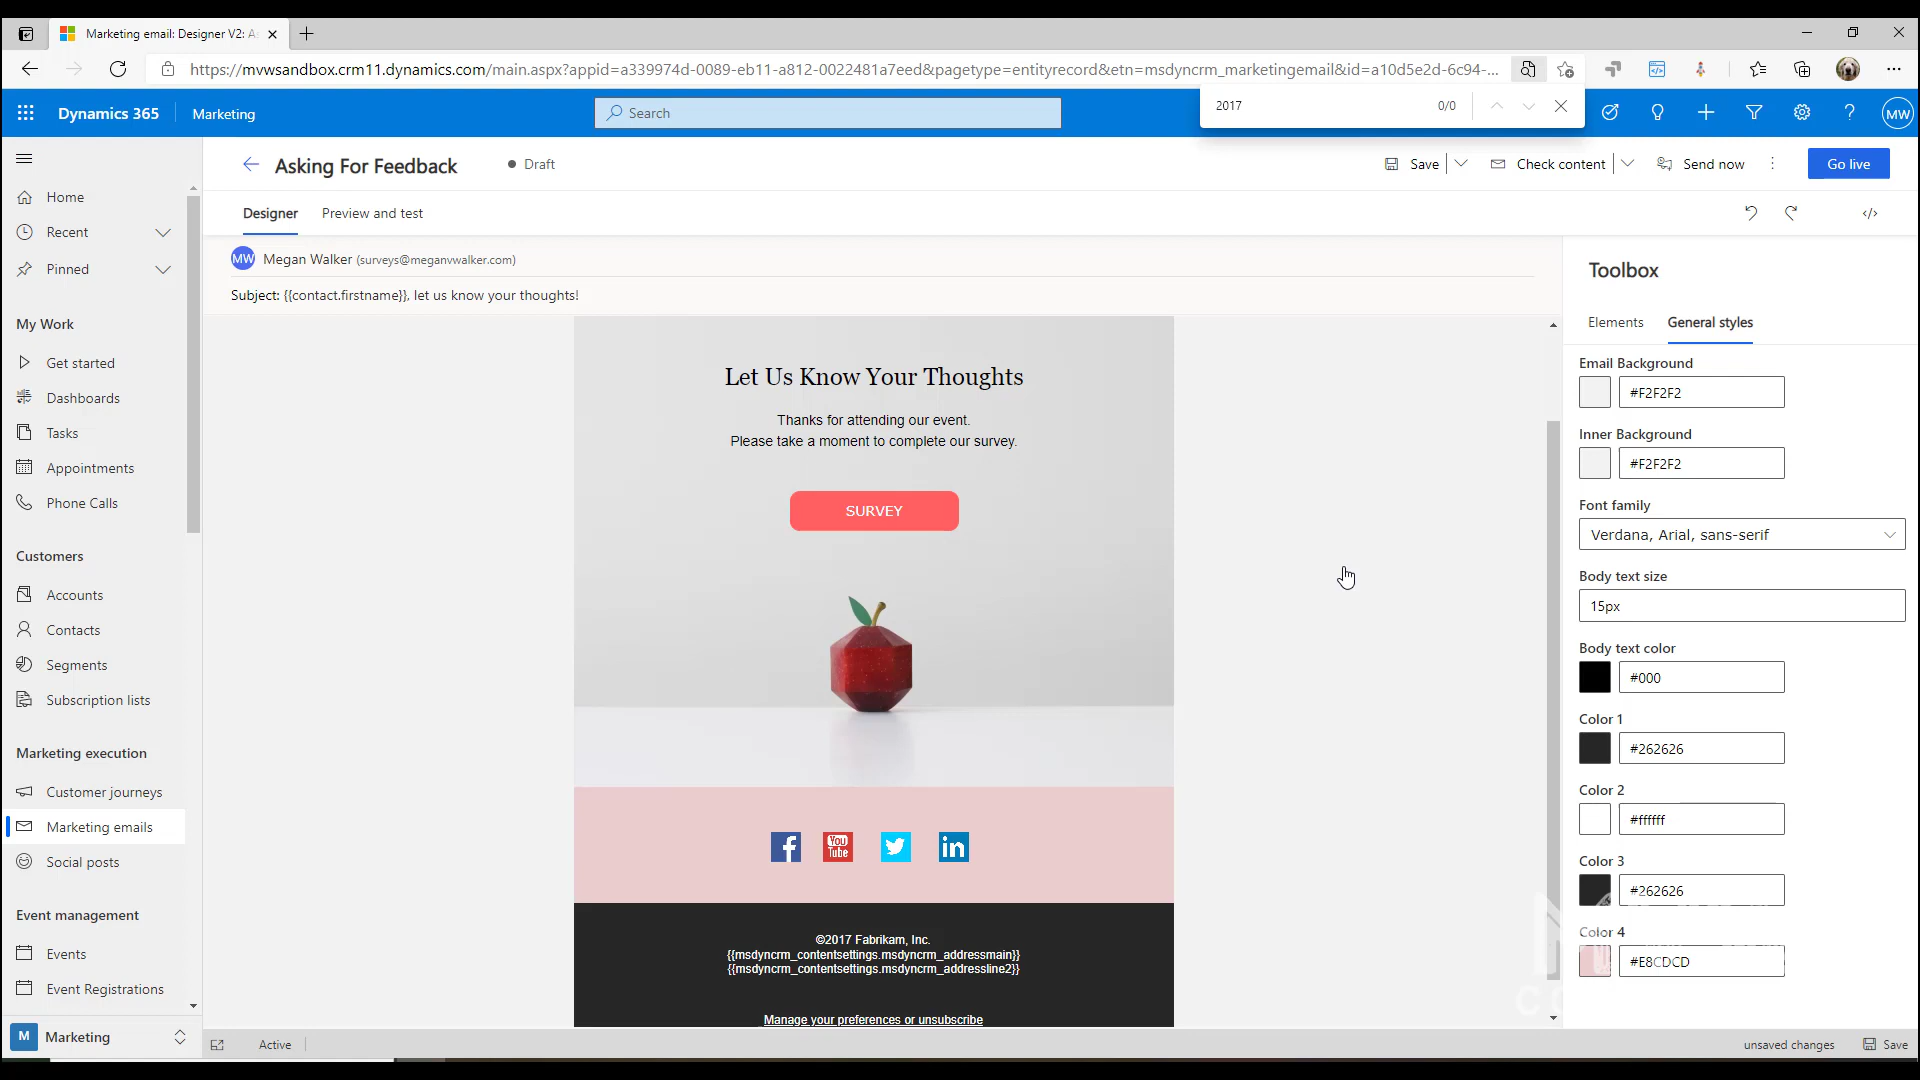 Marketing email: Designer V2: As
https://mvwsandbox.crm11.dynamics.com/main.aspx?appid=a339974d-0089-eb11-a812-0022481a7eed&pagetype=entityrecord&etn=msdyncrm_marketingemail&id=a10d5e2d-6c94-...
Dynamics 365
Marketing
Search
2017
0/0
MW
Asking For Feedback
Draft
Save
Check content
Send now
Go live
Designer
Preview and test
</>
Home
Recent
Pinned
My Work
Get started
Dashboards
Tasks
Appointments
Phone Calls
Customers
Accounts
Contacts
Segments
Subscription lists
Marketing execution
Customer journeys
Marketing emails
Social posts
Event management
Events
Event Registrations
M
Marketing
MW
Megan Walker (surveys@meganvwalker.com)
Subject: {{contact.firstname}}, let us know your thoughts!
Let Us Know Your Thoughts
Thanks for attending our event.
Please take a moment to complete our survey.
SURVEY
You
Tube
in
©2017 Fabrikam, Inc.
{{msdyncrm_contentsettings.msdyncrm_addressmain}}
{{msdyncrm_contentsettings.msdyncrm_addressline2}}
Manage your preferences or unsubscribe
Toolbox
Elements
General styles
Email Background
#F2F2F2
Inner Background
#F2F2F2
Font family
Verdana, Arial, sans-serif
Body text size
15px
Body text color
#000
Color 1
#262626
Color 2
#ffffff
Color 3
#262626
Color 4
#E8CDCD
Active
unsaved changes
Save